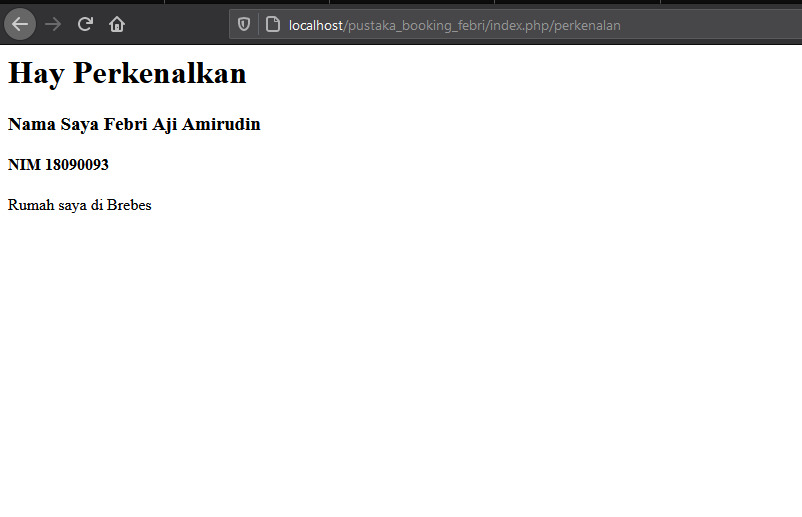 localhost/pustaka_booking_febri/index.php/perkenalan
Hay Perkenalkan
Nama Saya Febri Aji Amirudin
NIM 18090093
Rumah saya di Brebes